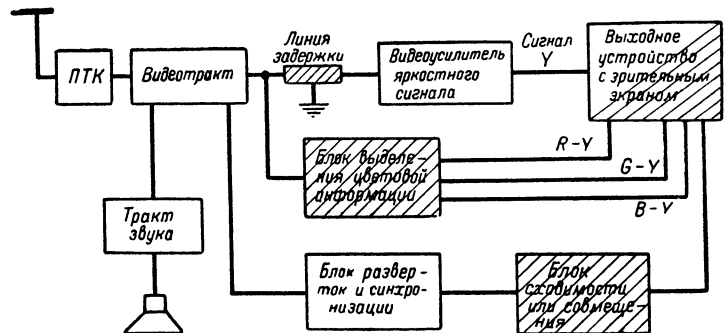 ПТК
Видеотракт
Линия
задержки
Видеоусилитель
яркостного
сигнала
Сигнал
Y
Выходное
устройство
с зрительным
экраном
Блок выделе-
ния цветовой
информации
R-Y
G-Y
B-Y
Тракт
звука
Блок развер-
ток и синхро-
низации
Блок
сходимости
или совмеще-
ния